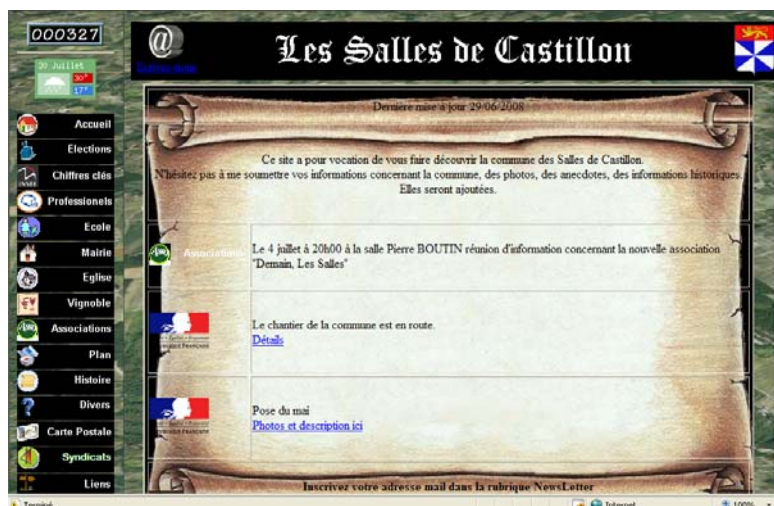 000327
@
Les Salles de Castillon
20 Juillet
30°
17°
Dernière mise à jour 29/06/2008
Accueil
Elections
Chiffres clés
INSEE
Professionels
Ecole
Mairie
Eglise
Vignoble
Associations
Plan
Histoire
Divers
Carte Postale
Syndicats
Liens
Ce site a pour vocation de vous faire découvrir la commune des Salles de Castillon.
N'hésitez pas à me soumettre vos informations concernant la commune, des photos, des anecdotes, des informations historiques.
Elles seront ajoutées.
Associations
Le 4 juillet à 20h00 à la salle Pierre BOUTIN réunion d'information concernant la nouvelle association
"Demain, Les Salles"
Le chantier de la commune est en route.
Détails
Pose du mai
Photos et description ici
Inscrivez votre adresse mail dans la rubrique NewsLetter
Terminé
Internet
100%